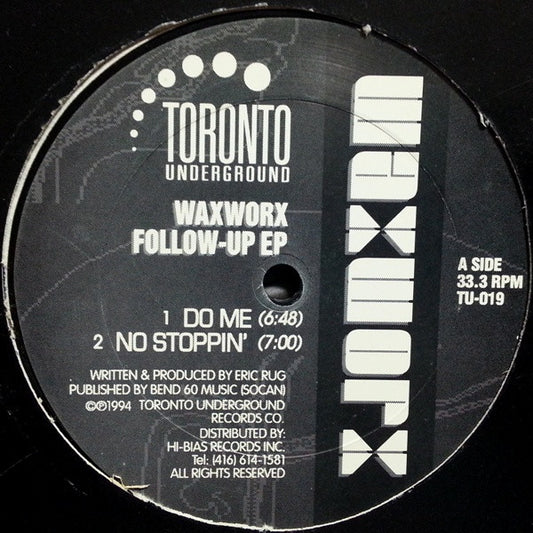 TORONTO
UNDERGROUND
WAXWORX
FOLLOW-UP EP
waxworx
A SIDE
33.3 RPM
TU-019
1 DO ME (6:48)
2 NO STOPPIN' (7:00)
WRITTEN & PRODUCED BY ERIC RUG
PUBLISHED BY BEND 60 MUSIC (SOCAN)
©℗1994 TORONTO UNDERGROUND
RECORDS CO.
DISTRIBUTED BY:
HI-BIAS RECORDS INC.
Tel: (416) 614-1581
ALL RIGHTS RESERVED